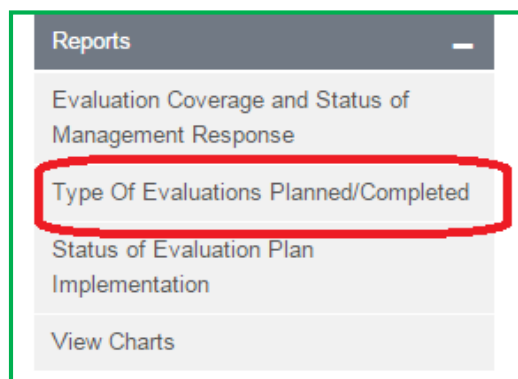 Reports
Evaluation Coverage and Status of
Management Response
Type Of Evaluations Planned/Completed
Status of Evaluation Plan
Implementation
View Charts